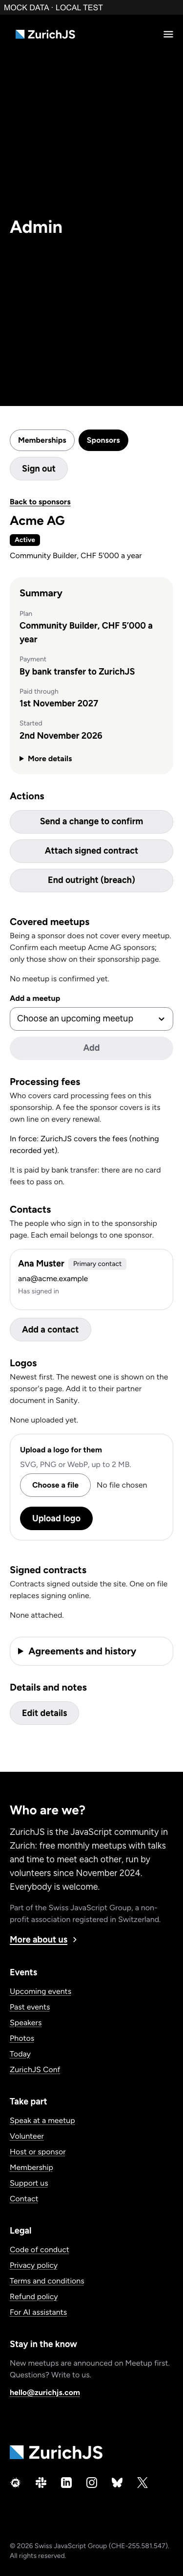 MOCK DATA · LOCAL TEST
ZurichJS
Admin
Memberships
Sponsors
Sign out
Back to sponsors
Acme AG
Active
Community Builder, CHF 5'000 a year
Summary
Plan
Community Builder, CHF 5'000 a
year
Payment
By bank transfer to ZurichJS
Paid through
1st November 2027
Started
2nd November 2026
More details
Actions
Send a change to confirm
Attach signed contract
End outright (breach)
Covered meetups
Being a sponsor does not cover every meetup.
Confirm each meetup Acme AG sponsors;
only those show on their sponsorship page.
No meetup is confirmed yet.
Add a meetup
Choose an upcoming meetup
Add
Processing fees
Who covers card processing fees on this
sponsorship. A fee the sponsor covers is its
own line on every renewal.
In force: ZurichJS covers the fees (nothing
recorded yet).
It is paid by bank transfer: there are no card
fees to pass on.
Contacts
The people who sign in to the sponsorship
page. Each email belongs to one sponsor.
Ana Muster
Primary contact
ana@acme.example
Has signed in
Add a contact
Logos
Newest first. The newest one is shown on the
sponsor's page. Add it to their partner
document in Sanity.
None uploaded yet.
Upload a logo for them
SVG, PNG or WebP, up to 2 MB.
Choose a file
No file chosen
Upload logo
Signed contracts
Contracts signed outside the site. One on file
replaces signing online.
None attached.
Agreements and history
Details and notes
Edit details
Who are we?
ZurichJS is the JavaScript community in
Zurich: free monthly meetups with talks
and time to meet each other, run by
volunteers since November 2024.
Everybody is welcome.
Part of the Swiss JavaScript Group, a non-
profit association registered in Switzerland.
More about us
Events
Upcoming events
Past events
Speakers
Photos
Today
ZurichJS Conf
Take part
Speak at a meetup
Volunteer
Host or sponsor
Membership
Support us
Contact
Legal
Code of conduct
Privacy policy
Terms and conditions
Refund policy
For AI assistants
Stay in the know
New meetups are announced on Meetup first.
Questions? Write to us.
hello@zurichjs.com
ZurichJS
© 2026 Swiss JavaScript Group (CHE-255.581.547).
All rights reserved.